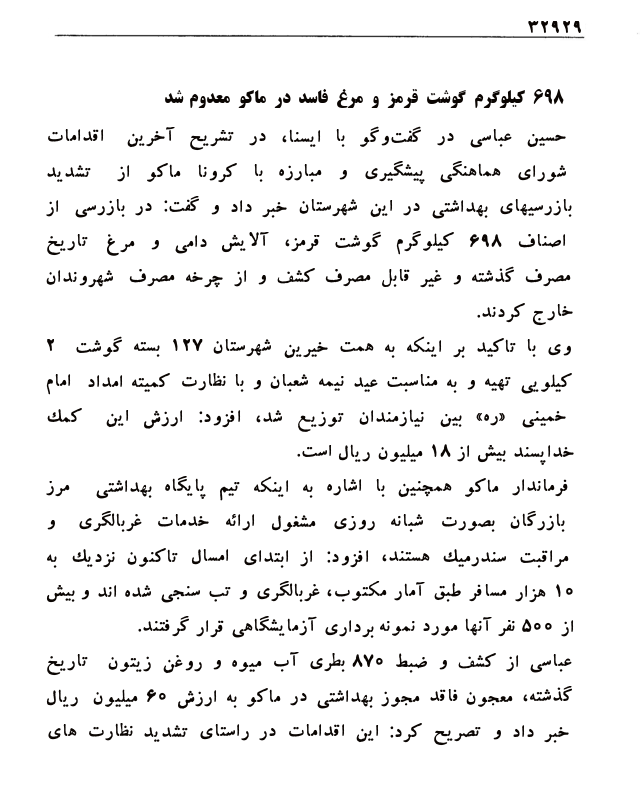 ۳۲۹۲۹
۶۹۸ کیلوگرم گوشت قرمز و مرغ فاسد در ماکو معدوم شد
حسین عباسی در گفت‌وگو با ایسنا، در تشریح آخرین اقدامات
شورای هماهنگی پیشگیری و مبارزه با کرونا ماکو از تشدید
بازرسیهای بهداشتی در این شهرستان خبر داد و گفت: در بازرسی از
اصناف ۶۹۸ کیلوگرم گوشت قرمز، آلایش دامی و مرغ تاریخ
مصرف گذشته و غیر قابل مصرف کشف و از چرخه مصرف شهروندان
خارج کردند.
وی با تاکید بر اینکه به همت خیرین شهرستان ۱۲۷ بسته گوشت ۲
کیلویی تهیه و به مناسبت عید نیمه شعبان و با نظارت کمیته امداد امام
خمینی «ره» بین نیازمندان توزیع شد، افزود: ارزش این کمك
خداپسند بیش از ۱۸ میلیون ریال است.
فرماندار ماکو همچنین با اشاره به اینکه تیم پایگاه بهداشتی مرز
بازرگان بصورت شبانه روزی مشغول ارائه خدمات غربالگری و
مراقبت سندرمیك هستند، افزود: از ابتدای امسال تاکنون نزدیك به
۱۰ هزار مسافر طبق آمار مکتوب، غربالگری و تب سنجی شده اند و بیش
از ۵۰۰ نفر آنها مورد نمونه برداری آزمایشگاهی قرار گرفتند.
عباسی از کشف و ضبط ۸۷۰ بطری آب میوه و روغن زیتون تاریخ
گذشته، معجون فاقد مجوز بهداشتی در ماکو به ارزش ۶۰ میلیون ریال
خبر داد و تصریح کرد: این اقدامات در راستای تشدید نظارت های